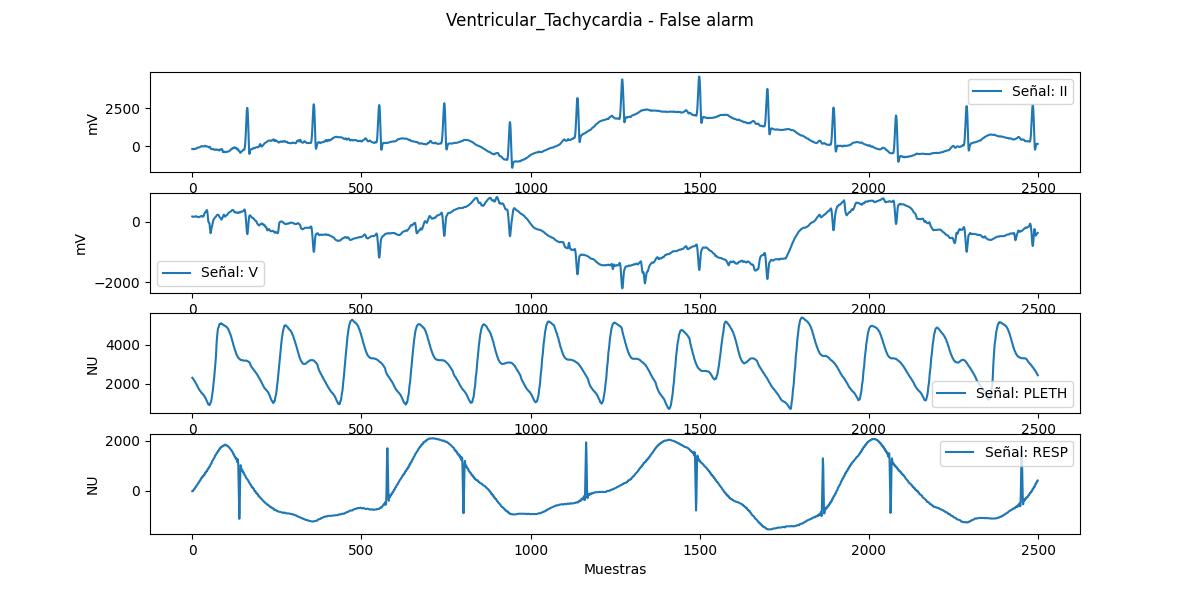 Ventricular_Tachycardia - False alarm
Señal: II
2500
0
mV
0 500 1000 1500 2000 2500
0
−2000
mV
Señal: V
0 500 1000 1500 2000 2500
4000
2000
NU
Señal: PLETH
0 500 1000 1500 2000 2500
2000
0
NU
Señal: RESP
0 500 1000 1500 2000 2500
Muestras